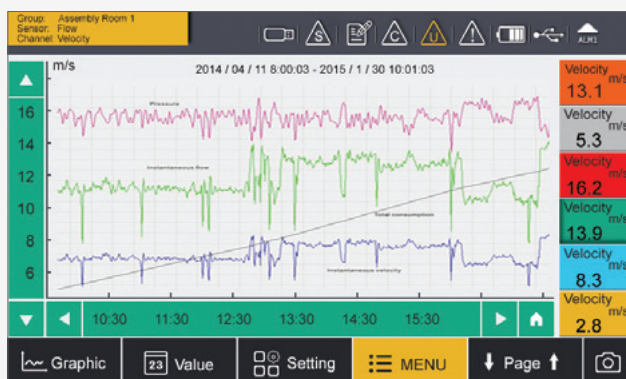 Group: Assembly Room 1
Sensor: Flow
Channel: Velocity
S
C
U
!
ALM1
m/s
2014 / 04 / 11 8:00:03 - 2015 / 1 / 30 10:01:03
16
14
12
10
8
6
Pressure
Instantaneous flow
Total consumption
Instantaneous velocity
Velocity
13.1 m/s
Velocity
5.3 m/s
Velocity
16.2 m/s
Velocity
13.9 m/s
Velocity
8.3 m/s
Velocity
2.8 m/s
10:30 11:30 12:30 13:30 14:30 15:30
Graphic 23 Value Setting MENU Page